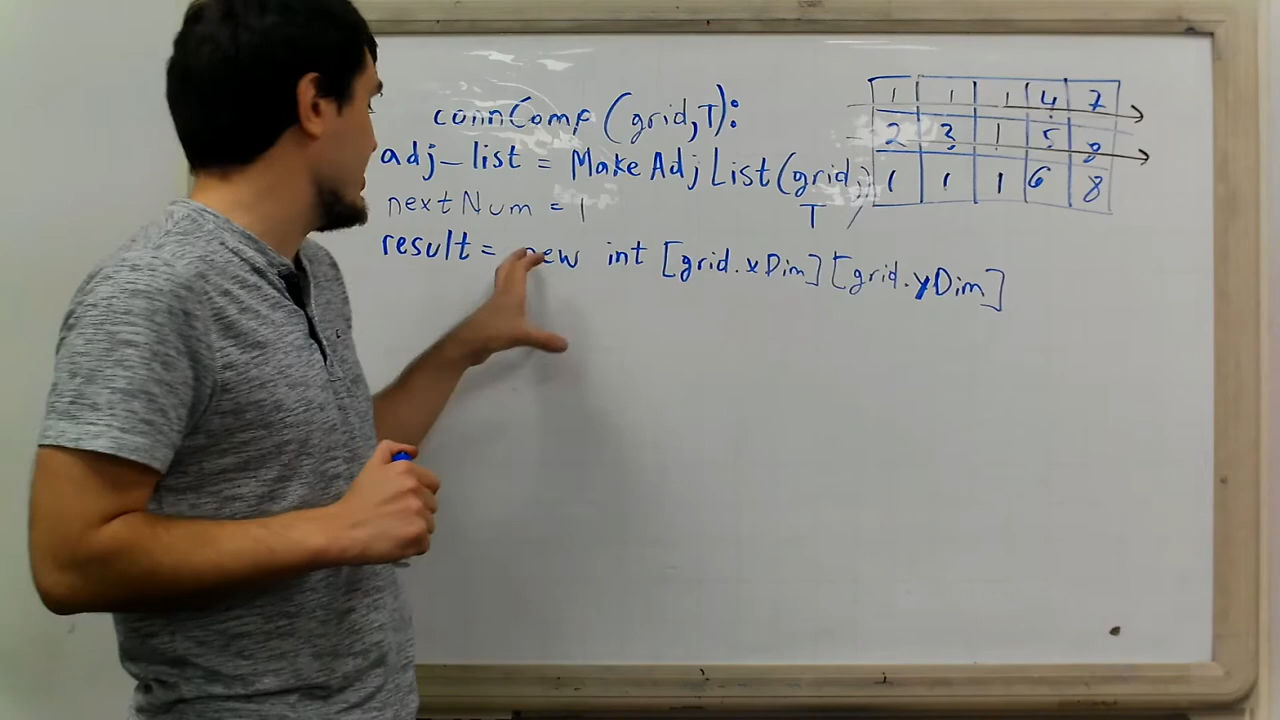 connComp (grid,T):
adj_list = MakeAdjList(grid,
T)
nextNum = 1
result = new int [grid.xDim][grid.yDim]
1 1 1 4 7
2 3 1 5 8
1 1 1 6 8